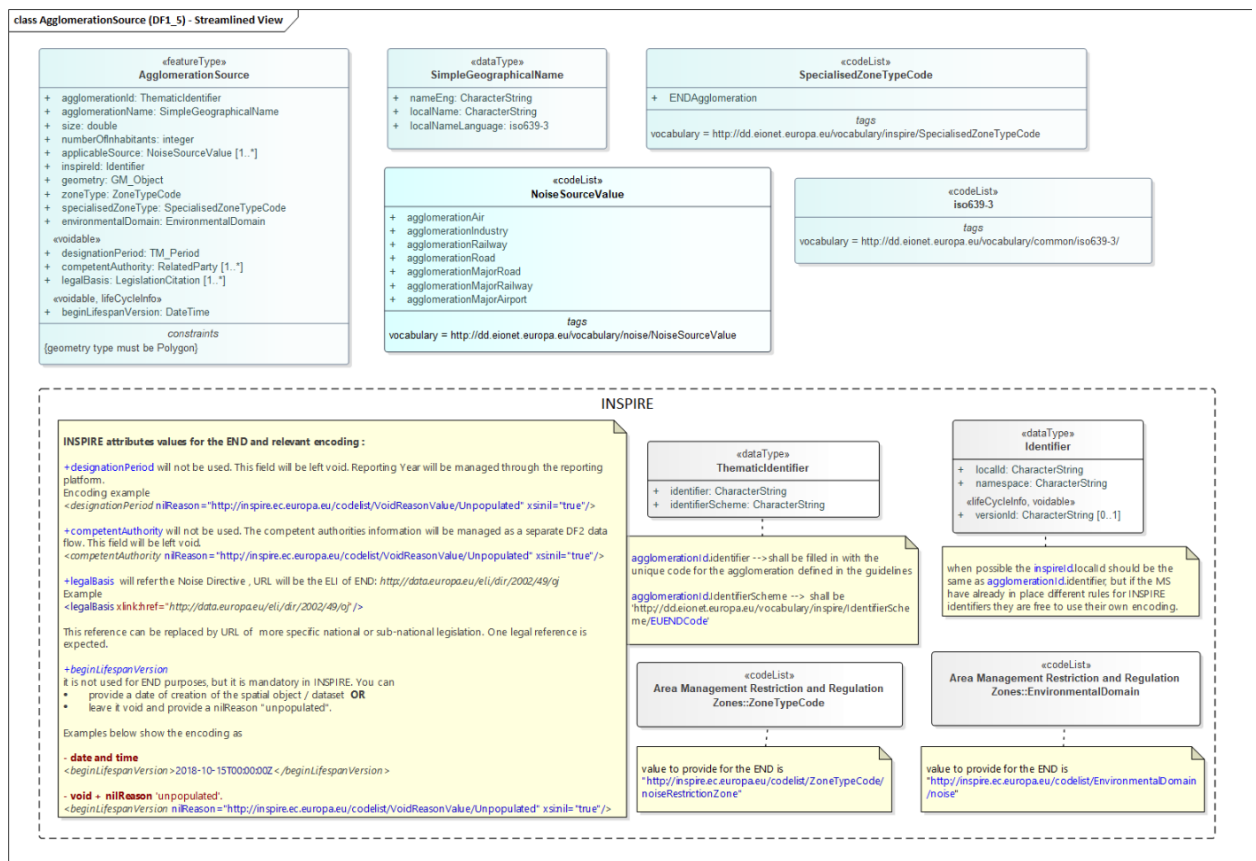 class AgglomerationSource (DF1_5) - Streamlined View
«featureType»
AgglomerationSource
+ agglomerationId: ThematicIdentifier
+ agglomerationName: SimpleGeographicalName
+ size: double
+ numberOfInhabitants: integer
+ applicableSource: NoiseSourceValue [1..*]
+ inspireId: Identifier
+ geometry: GM_Object
+ zoneType: ZoneTypeCode
+ specialisedZoneType: SpecialisedZoneTypeCode
+ environmentalDomain: EnvironmentalDomain
«voidable»
+ designationPeriod: TM_Period
+ competentAuthority: RelatedParty [1..*]
+ legalBasis: LegislationCitation [1..*]
«voidable, lifeCycleInfo»
+ beginLifespanVersion: DateTime
constraints
{geometry type must be Polygon}
«dataType»
SimpleGeographicalName
+ nameEng: CharacterString
+ localName: CharacterString
+ localNameLanguage: iso639-3
«codeList»
SpecialisedZoneTypeCode
+ ENDAgglomeration
tags
vocabulary = http://dd.eionet.europa.eu/vocabulary/inspire/SpecialisedZoneTypeCode
«codeList»
NoiseSourceValue
+ agglomerationAir
+ agglomerationIndustry
+ agglomerationRailway
+ agglomerationRoad
+ agglomerationMajorRoad
+ agglomerationMajorRailway
+ agglomerationMajorAirport
tags
vocabulary = http://dd.eionet.europa.eu/vocabulary/noise/NoiseSourceValue
«codeList»
iso639-3
tags
vocabulary = http://dd.eionet.europa.eu/vocabulary/common/iso639-3/
INSPIRE
INSPIRE attributes values for the END and relevant encoding :
+designationPeriod will not be used. This field will be left void. Reporting Year will be managed through the reporting
platform.
Encoding example
<designationPeriod nilReason="http://inspire.ec.europa.eu/codelist/VoidReasonValue/Unpopulated" xsi:nil="true"/>
+competentAuthority will not be used. The competent authorities information will be managed as a separate DF2 data
flow. This field will be left void.
<competentAuthority nilReason="http://inspire.ec.europa.eu/codelist/VoidReasonValue/Unpopulated" xsi:nil="true"/>
+legalBasis will refer the Noise Directive , URL will be the ELI of END: http://data.europa.eu/eli/dir/2002/49/oj
Example
<legalBasis xlink:href="http://data.europa.eu/eli/dir/2002/49/oj"/>
This reference can be replaced by URL of more specific national or sub-national legislation. One legal reference is
expected.
+beginLifespanVersion
it is not used for END purposes, but it is mandatory in INSPIRE. You can
▪ provide a date of creation of the spatial object / dataset OR
▪ leave it void and provide a nilReason "unpopulated".
Examples below show the encoding as
- date and time
<beginLifespanVersion>2018-10-15T00:00:00Z</beginLifespanVersion>
- void + nilReason 'unpopulated'.
<beginLifespanVersion nilReason="http://inspire.ec.europa.eu/codelist/VoidReasonValue/Unpopulated" xsi:nil="true"/>
«dataType»
ThematicIdentifier
+ identifier: CharacterString
+ identifierScheme: CharacterString
agglomerationId.identifier -->shall be filled in with the
unique code for the agglomeration defined in the guidelines
agglomerationId.IdentifierScheme --> shall be
'http://dd.eionet.europa.eu/vocabulary/inspire/IdentifierSche
me/EUENDCode'
«dataType»
Identifier
+ localId: CharacterString
+ namespace: CharacterString
«lifeCycleInfo, voidable»
+ versionId: CharacterString [0..1]
when possible the inspireId.localId should be the
same as agglomerationId.identifier, but if the MS
have already in place different rules for INSPIRE
identifiers they are free to use their own encoding.
«codeList»
Area Management Restriction and Regulation
Zones::ZoneTypeCode
value to provide for the END is
"http://inspire.ec.europa.eu/codelist/ZoneTypeCode/
noiseRestrictionZone"
«codeList»
Area Management Restriction and Regulation
Zones::EnvironmentalDomain
value to provide for the END is
"http://inspire.ec.europa.eu/codelist/EnvironmentalDomain
/noise"